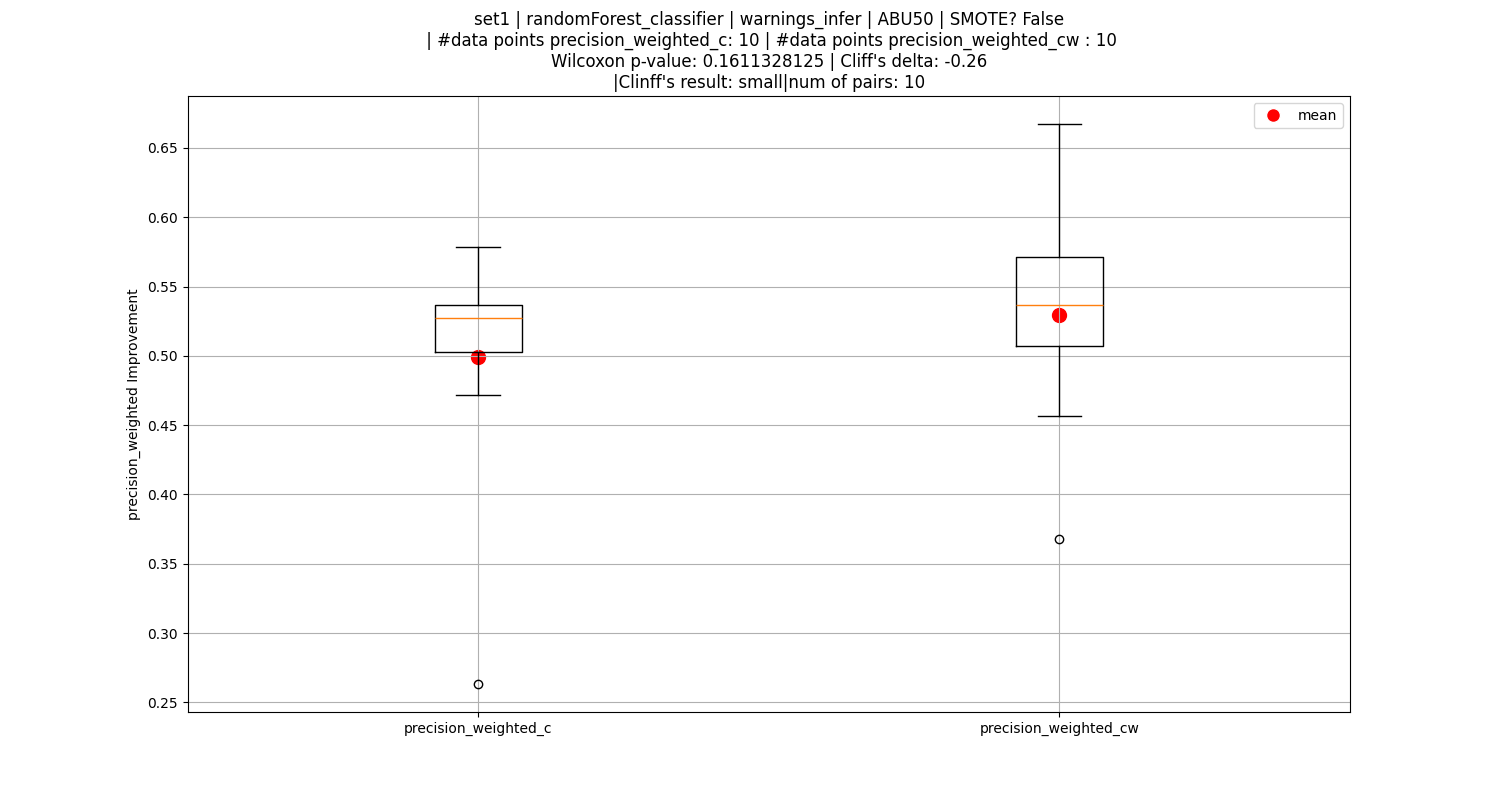 set1 | randomForest_classifier | warnings_infer | ABU50 | SMOTE? False
| #data points precision_weighted_c: 10 | #data points precision_weighted_cw : 10
Wilcoxon p-value: 0.1611328125 | Cliff's delta: -0.26
|Clinff's result: small|num of pairs: 10
mean
precision_weighted Improvement
0.65
0.60
0.55
0.50
0.45
0.40
0.35
0.30
0.25
precision_weighted_c
precision_weighted_cw